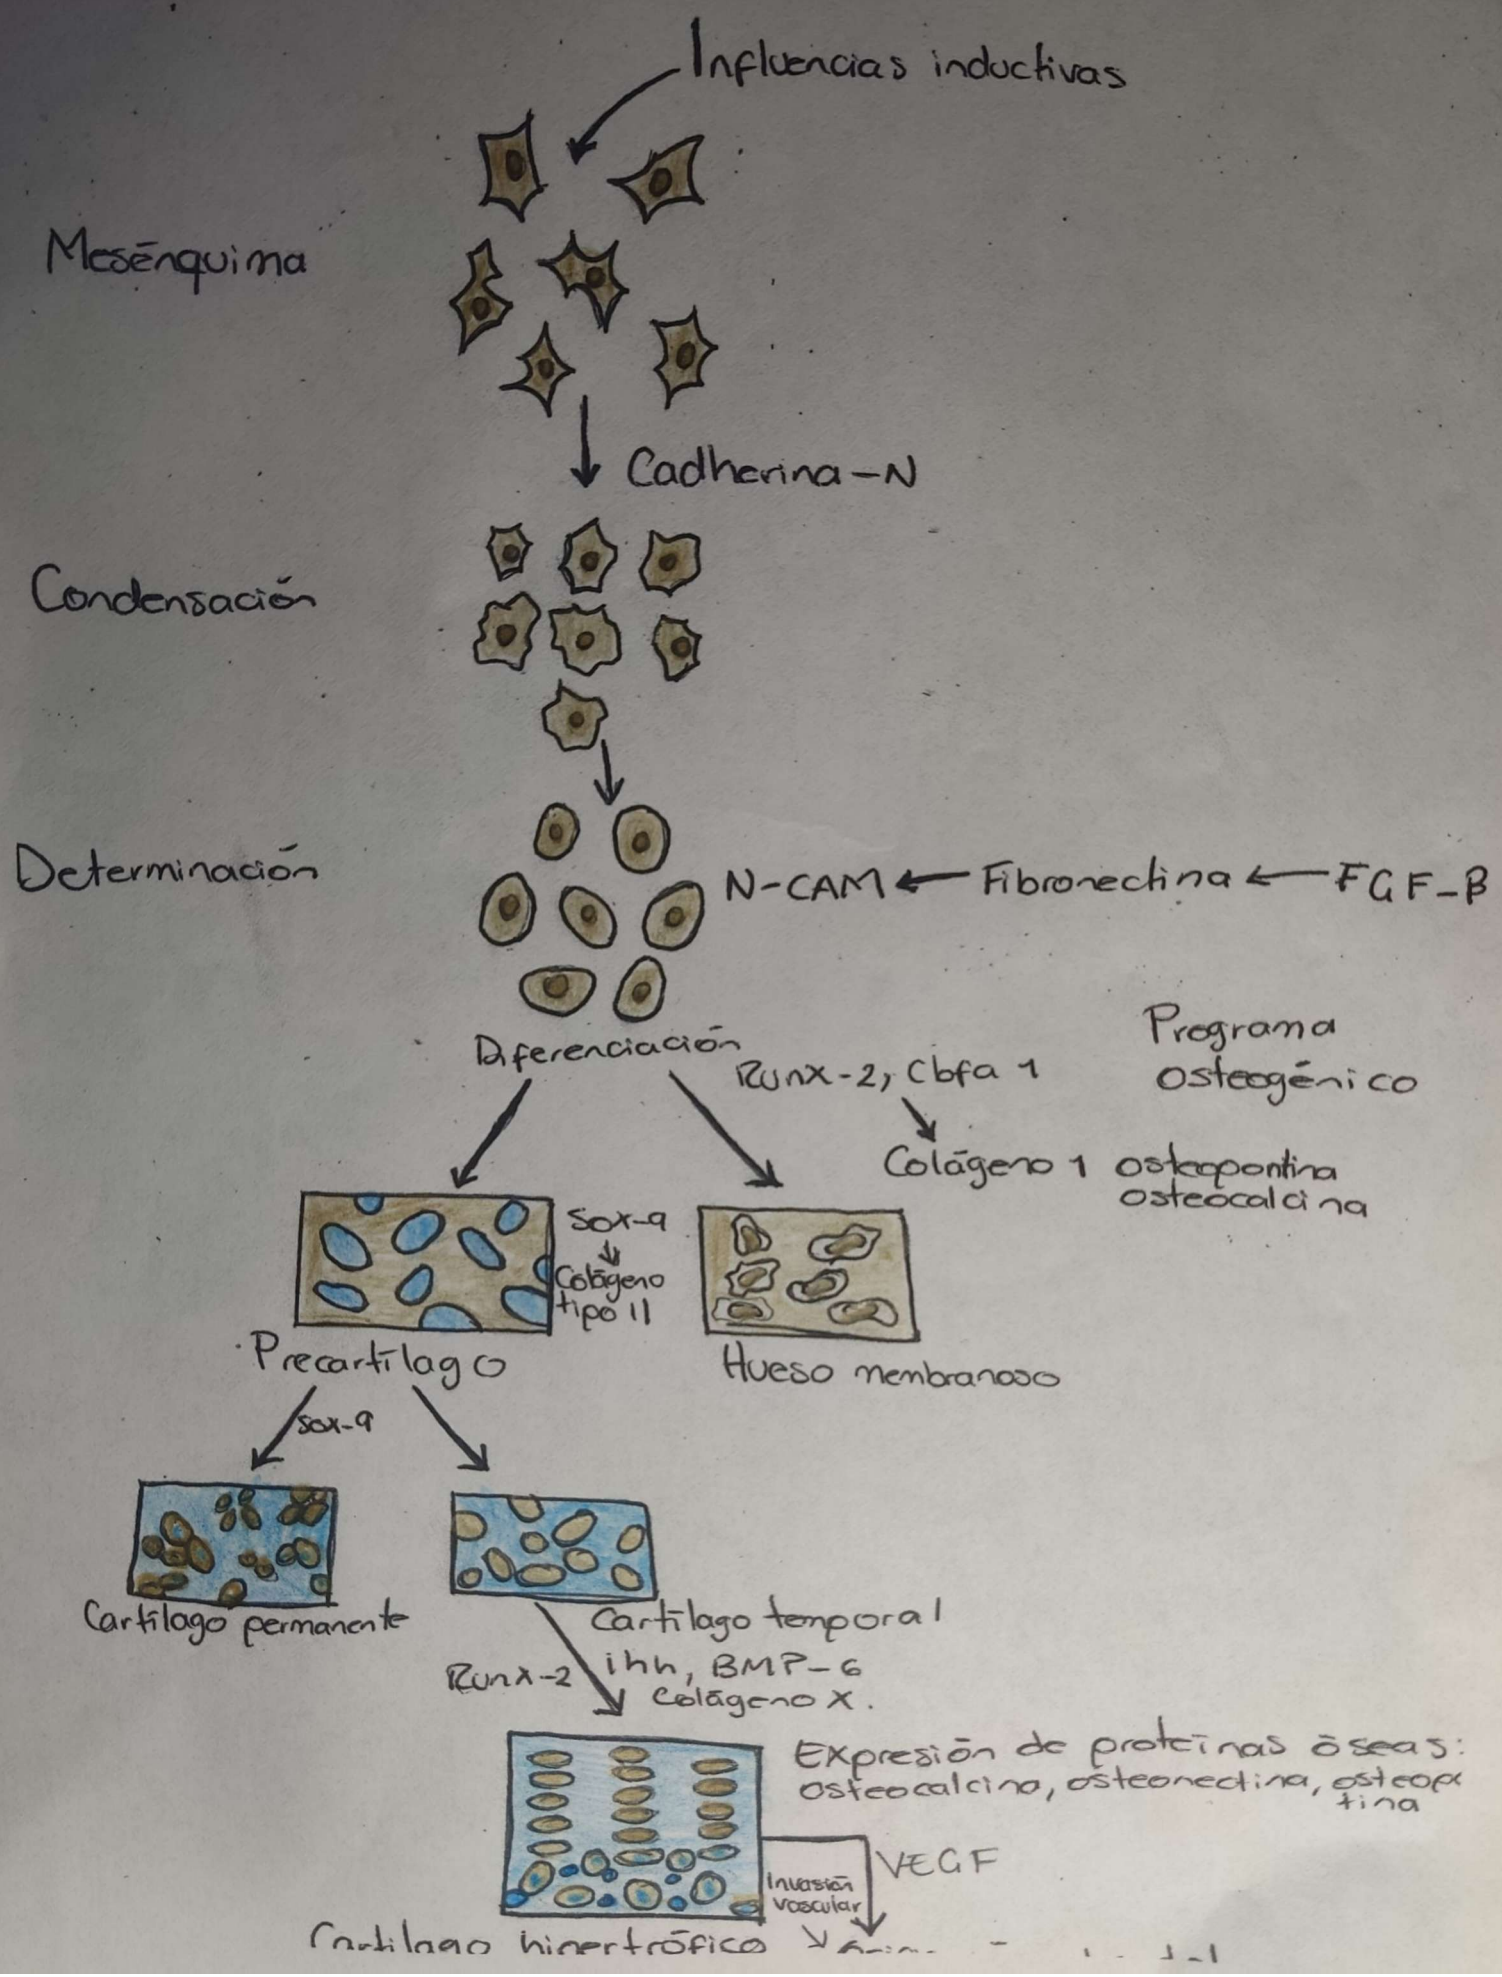 Influencias inductivas
Mesénquima
Cadherina-N
Condensación
Determinación
N-CAM ← Fibronectina ← FGF-β
Diferenciación
Runx-2, Cbfa 1
Programa
osteogénico
Colágeno 1 osteopontina
osteocalcina
Sox-9
Colágeno
tipo II
Precartílago
Hueso membranoso
Sox-9
Cartílago permanente
Cartílago temporal
Runx-2
ihh, BMP-6
Colágeno X.
Expresión de proteínas óseas:
osteocalcina, osteonectina, osteop
tina
VEGF
Invasión
vascular
Cartílago hipertrófico